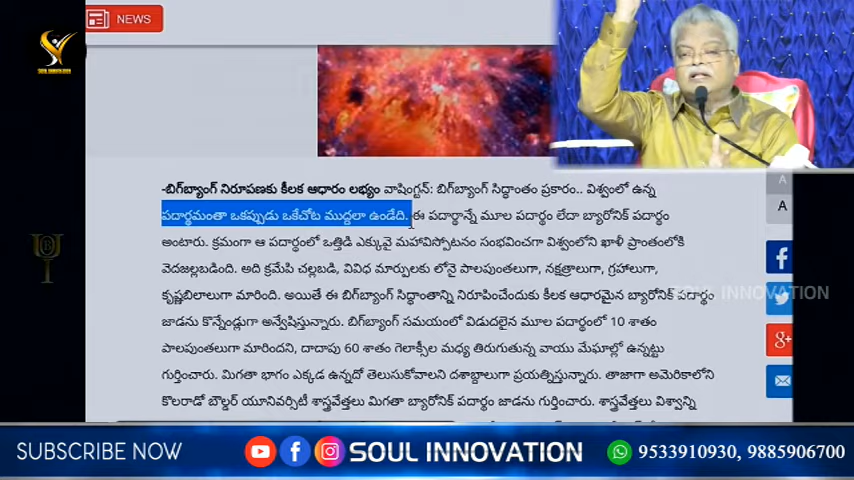 NEWS
-బిగ్‌బ్యాంగ్ నిరూపణకు కీలక ఆధారం లభ్యం వాషింగ్టన్: బిగ్‌బ్యాంగ్ సిద్ధాంతం ప్రకారం.. విశ్వంలో ఉన్న
పదార్థమంతా ఒకప్పుడు ఒకేచోట ముద్దలా ఉండేది. ఈ పదార్థాన్నే మూల పదార్థం లేదా బ్యారోనిక్ పదార్థం
అంటారు. క్రమంగా ఆ పదార్థంలో ఒత్తిడి ఎక్కువై మహావిస్ఫోటనం సంభవించగా విశ్వంలోని ఖాళీ ప్రాంతంలోకి
వెదజల్లబడింది. అది క్రమేపి చల్లబడి, వివిధ మార్పులకు లోనై పాలపుంతలుగా, నక్షత్రాలుగా, గ్రహాలుగా,
కృష్ణబిలాలుగా మారింది. అయితే ఈ బిగ్‌బ్యాంగ్ సిద్ధాంతాన్ని నిరూపించేందుకు కీలక ఆధారమైన బ్యారోనిక్ పదార్థం
జాడను కొన్నేండ్లుగా అన్వేషిస్తున్నారు. బిగ్‌బ్యాంగ్ సమయంలో విడుదలైన మూల పదార్థంలో 10 శాతం
పాలపుంతలుగా మారిందని, దాదాపు 60 శాతం గెలాక్సీల మధ్య తిరుగుతున్న వాయు మేఘాల్లో ఉన్నట్టు
గుర్తించారు. మిగతా భాగం ఎక్కడ ఉన్నదో తెలుసుకోవాలని దశాబ్దాలుగా ప్రయత్నిస్తున్నారు. తాజాగా అమెరికాలోని
కొలరాడో బౌల్డర్ యూనివర్సిటీ శాస్త్రవేత్తలు మిగతా బ్యారోనిక్ పదార్థం జాడను గుర్తించారు. శాస్త్రవేత్తలు విశ్వాన్ని
A
A
SOUL INNOVATION
SUBSCRIBE NOW
SOUL INNOVATION
9533910930, 9885906700